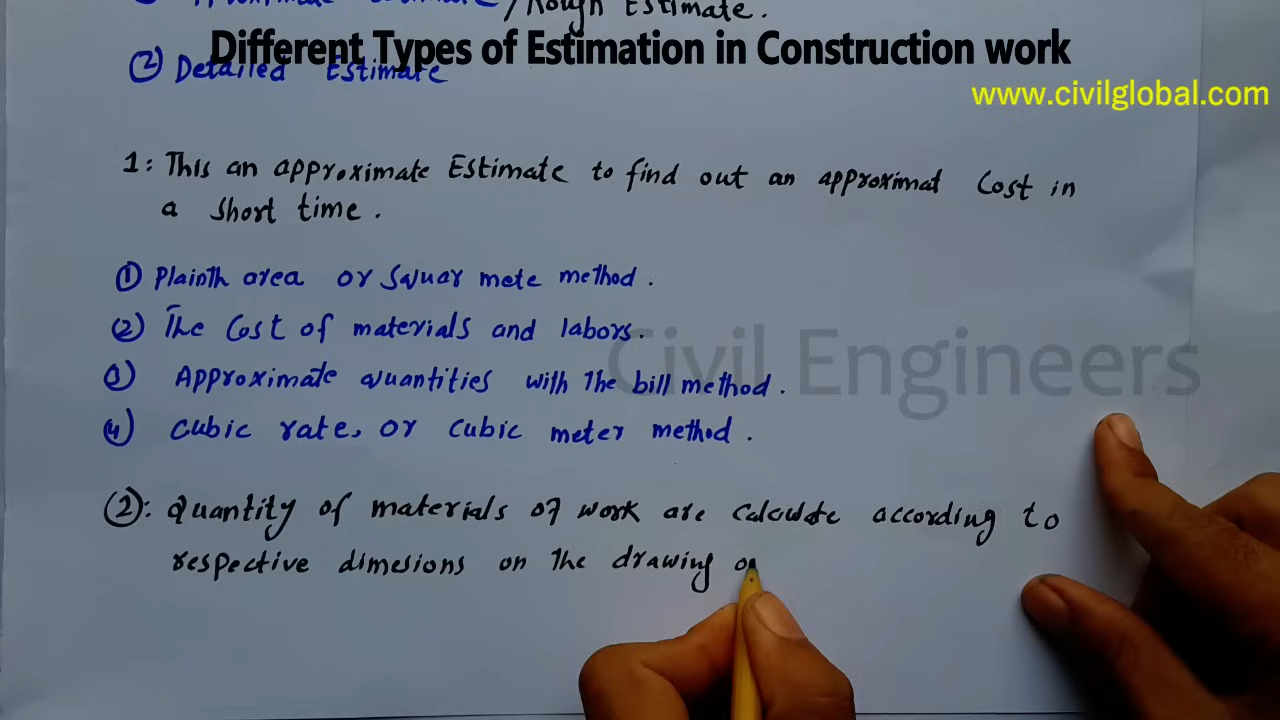 ① Approximate Estimate / Rough Estimate.
Different Types of Estimation in Construction work
② Detailed Estimate
www.civilglobal.com
1: This an approximate Estimate to find out an approximat Cost in
a short time.
① Plainth area or Squar mete method.
② The Cost of materials and labors.
③ Approximate quantities with the bill method.
Civil Engineers
④ Cubic rate, or cubic meter method.
②: Quantity of materials of work are calculate according to
respective dimesions on the drawing